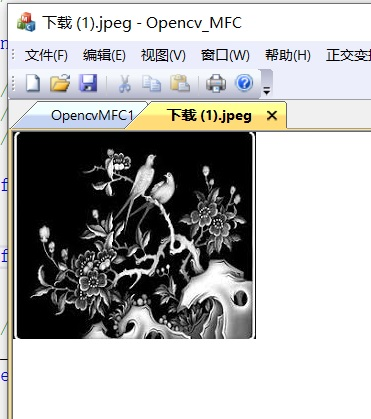 下载 (1).jpeg - Opencv_MFC
文件(F) 编辑(E) 视图(V) 窗口(W) 帮助(H) 正交变
OpencvMFC1 下载 (1).jpeg
n
/
/
f
f
/
e